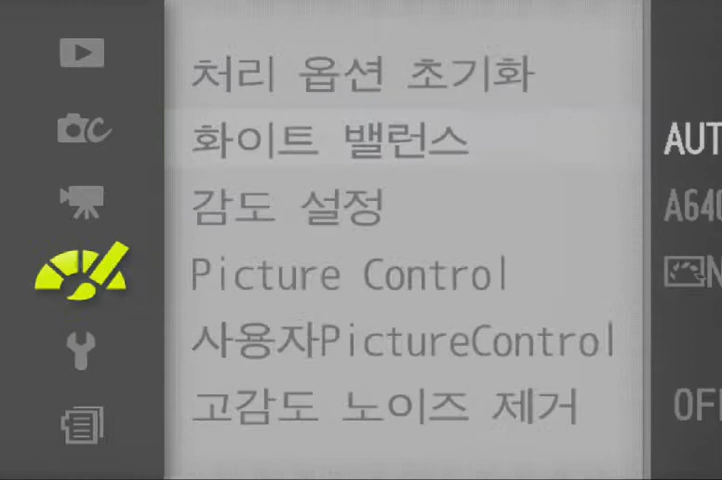 처리 옵션 초기화
화이트 밸런스
AUT
감도 설정
A640
Picture Control
N
사용자PictureControl
고감도 노이즈 제거
OFF